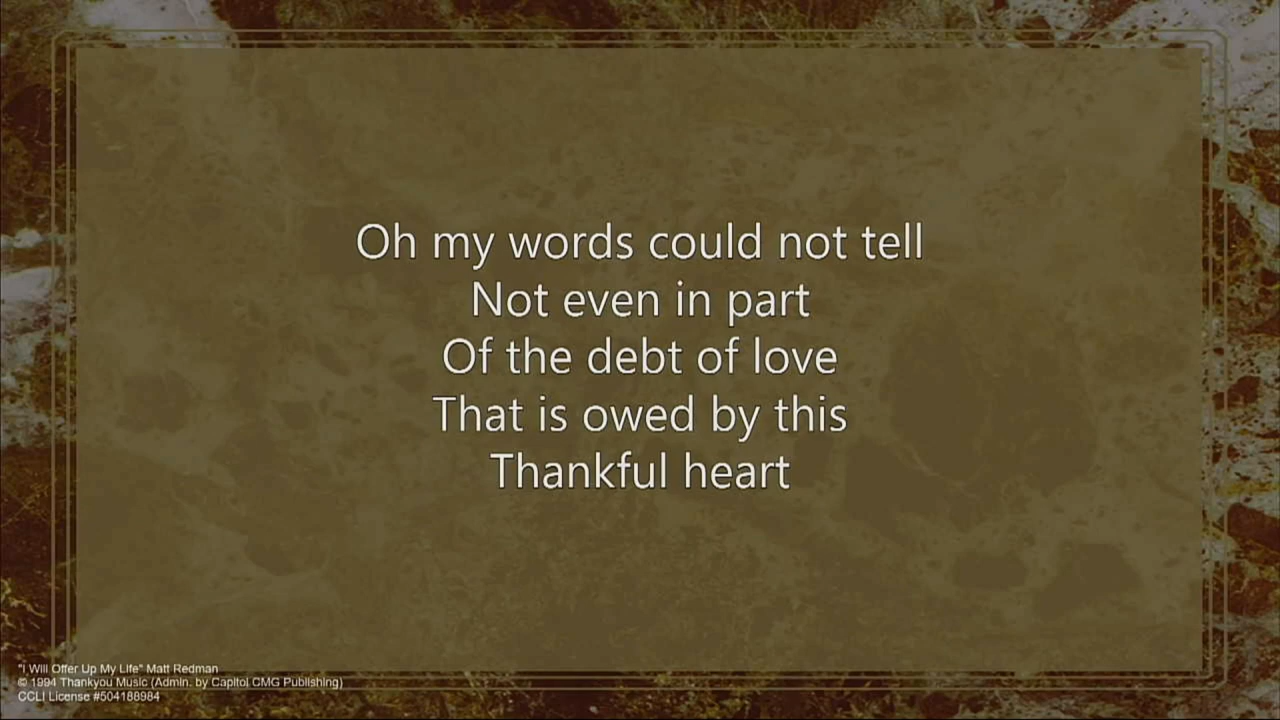 Oh my words could not tell
Not even in part
Of the debt of love
That is owed by this
Thankful heart
"I Will Offer Up My Life" Matt Redman
© 1994 Thankyou Music (Admin. by Capitol CMG Publishing)
CCLI License #504188984